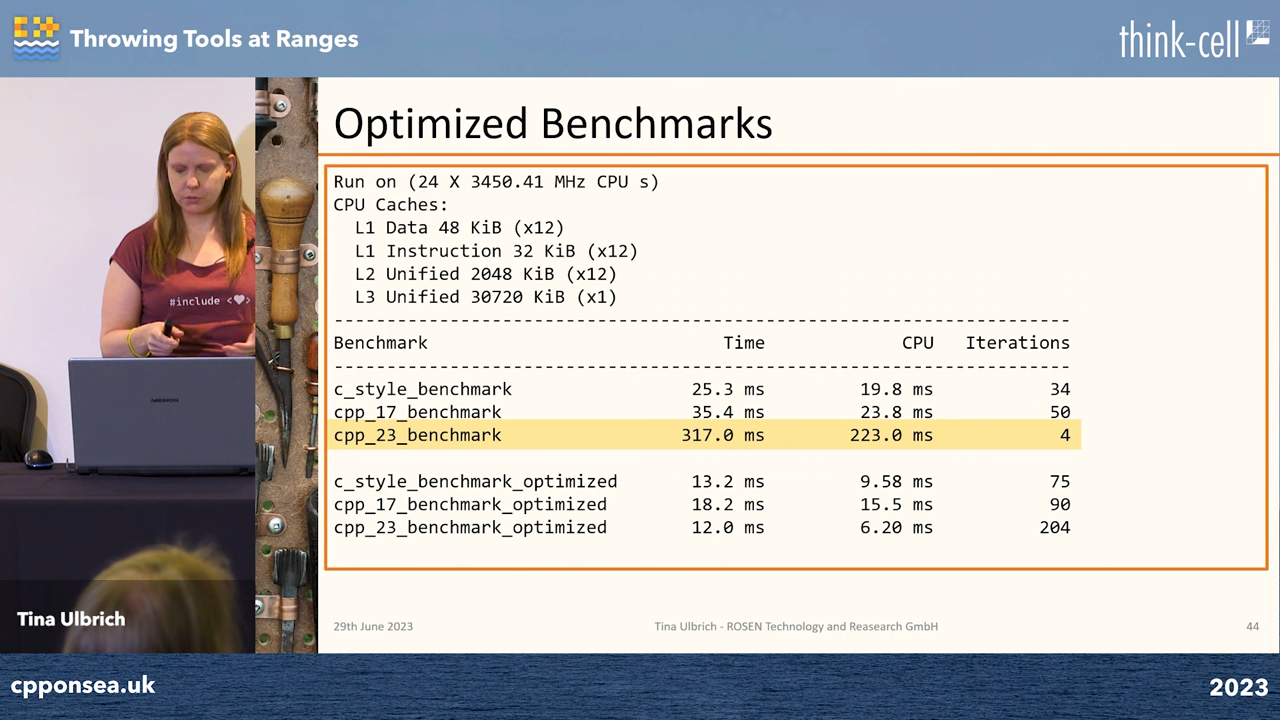 Throwing Tools at Ranges
think-cell
#include <♥>
MEDION
Tina Ulbrich
Optimized Benchmarks
Run on (24 X 3450.41 MHz CPU s)
CPU Caches:
L1 Data 48 KiB (x12)
L1 Instruction 32 KiB (x12)
L2 Unified 2048 KiB (x12)
L3 Unified 30720 KiB (x1)
----------------------------------------------------------------------
Benchmark Time CPU Iterations
----------------------------------------------------------------------
c_style_benchmark 25.3 ms 19.8 ms 34
cpp_17_benchmark 35.4 ms 23.8 ms 50
cpp_23_benchmark 317.0 ms 223.0 ms 4
c_style_benchmark_optimized 13.2 ms 9.58 ms 75
cpp_17_benchmark_optimized 18.2 ms 15.5 ms 90
cpp_23_benchmark_optimized 12.0 ms 6.20 ms 204
29th June 2023 Tina Ulbrich - ROSEN Technology and Reasearch GmbH 44
cpponsea.uk 2023